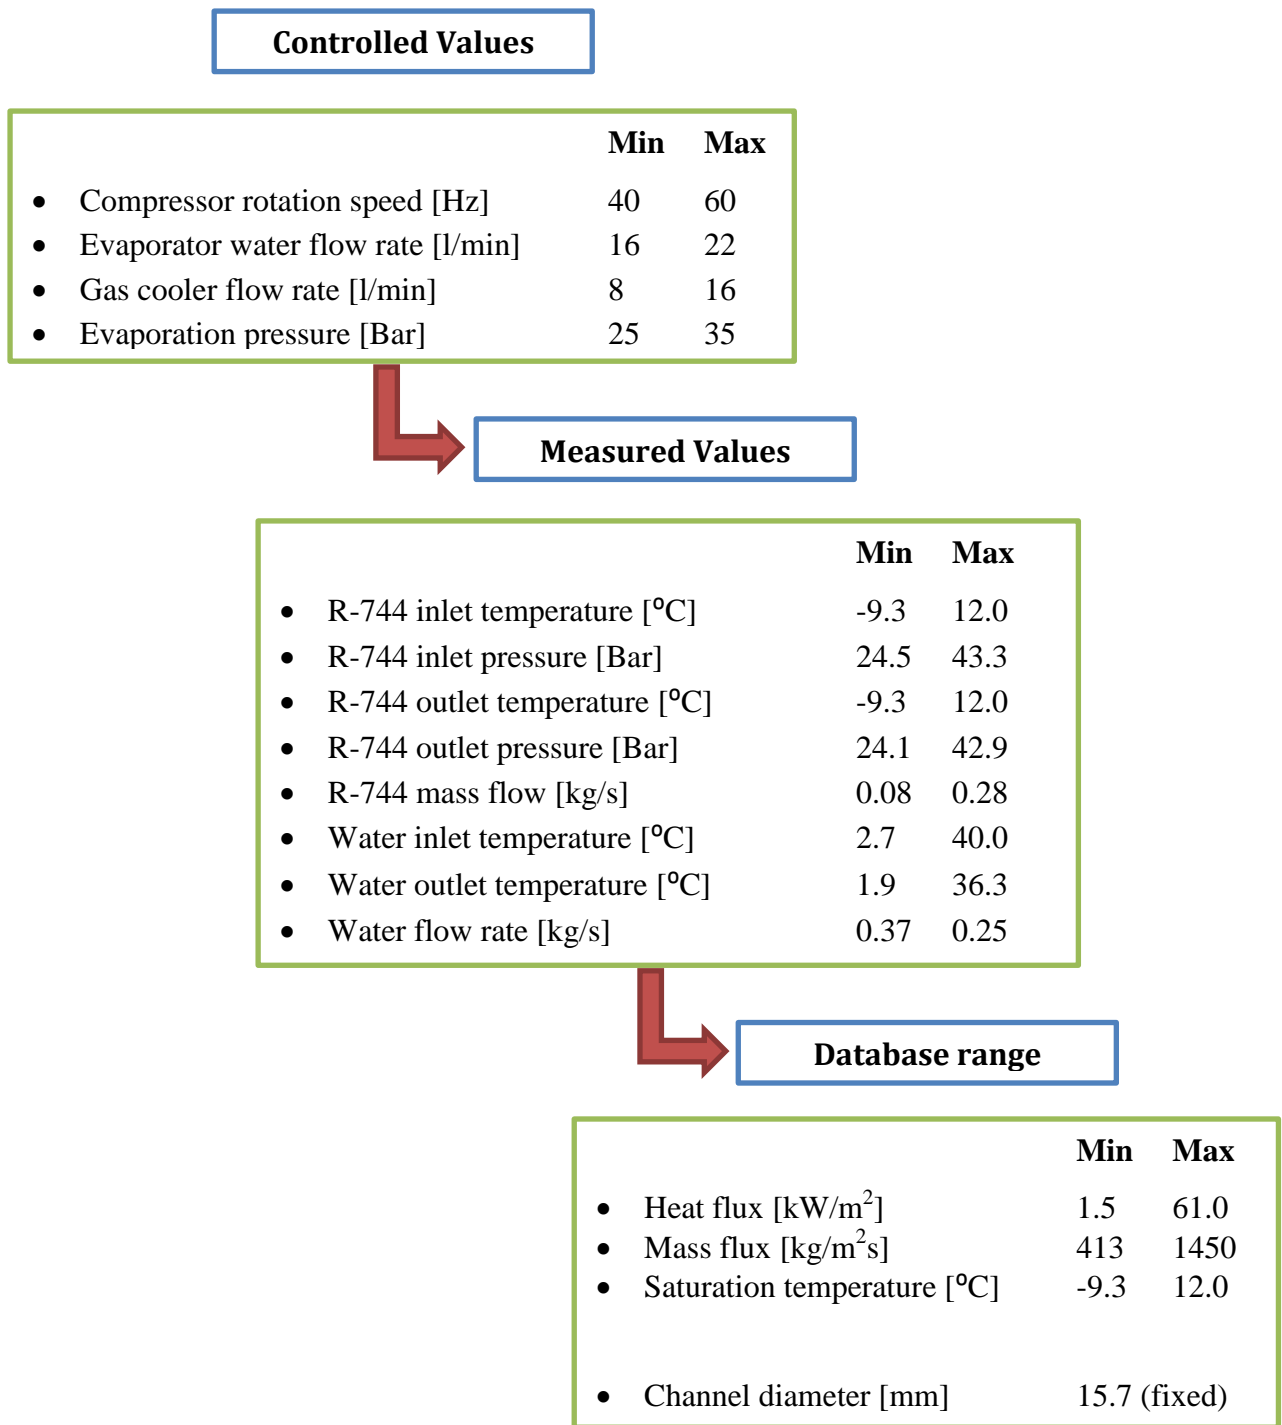 Controlled Values
Min Max
• Compressor rotation speed [Hz] 40 60
• Evaporator water flow rate [l/min] 16 22
• Gas cooler flow rate [l/min] 8 16
• Evaporation pressure [Bar] 25 35
Measured Values
Min Max
• R-744 inlet temperature [⁰C] -9.3 12.0
• R-744 inlet pressure [Bar] 24.5 43.3
• R-744 outlet temperature [⁰C] -9.3 12.0
• R-744 outlet pressure [Bar] 24.1 42.9
• R-744 mass flow [kg/s] 0.08 0.28
• Water inlet temperature [⁰C] 2.7 40.0
• Water outlet temperature [⁰C] 1.9 36.3
• Water flow rate [kg/s] 0.37 0.25
Database range
Min Max
• Heat flux [kW/m²] 1.5 61.0
• Mass flux [kg/m²s] 413 1450
• Saturation temperature [⁰C] -9.3 12.0
• Channel diameter [mm] 15.7 (fixed)